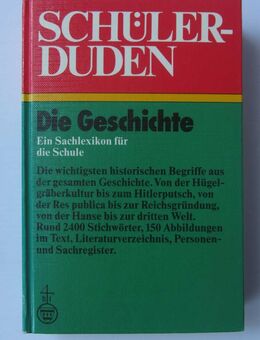 SCHÜLER-
DUDEN
Die Geschichte
Ein Sachlexikon für
die Schule
Die wichtigsten historischen Begriffe aus
der gesamten Geschichte. Von der Hügel-
gräberkultur bis zum Hitlerputsch, von
der Res publica bis zur Reichsgründung,
von der Hanse bis zur dritten Welt.
Rund 2400 Stichwörter, 150 Abbildungen
im Text, Literaturverzeichnis, Personen-
und Sachregister.